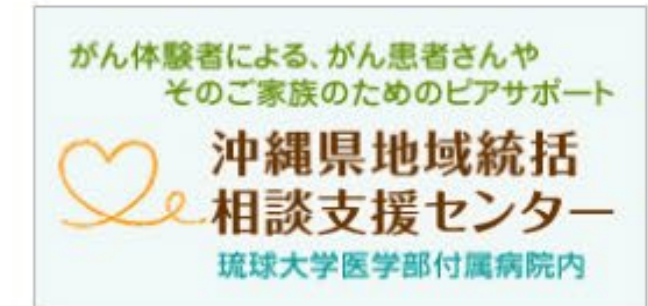 がん体験者による、がん患者さんや
そのご家族のためのピアサポート
沖縄県地域統括
相談支援センター
琉球大学医学部付属病院内